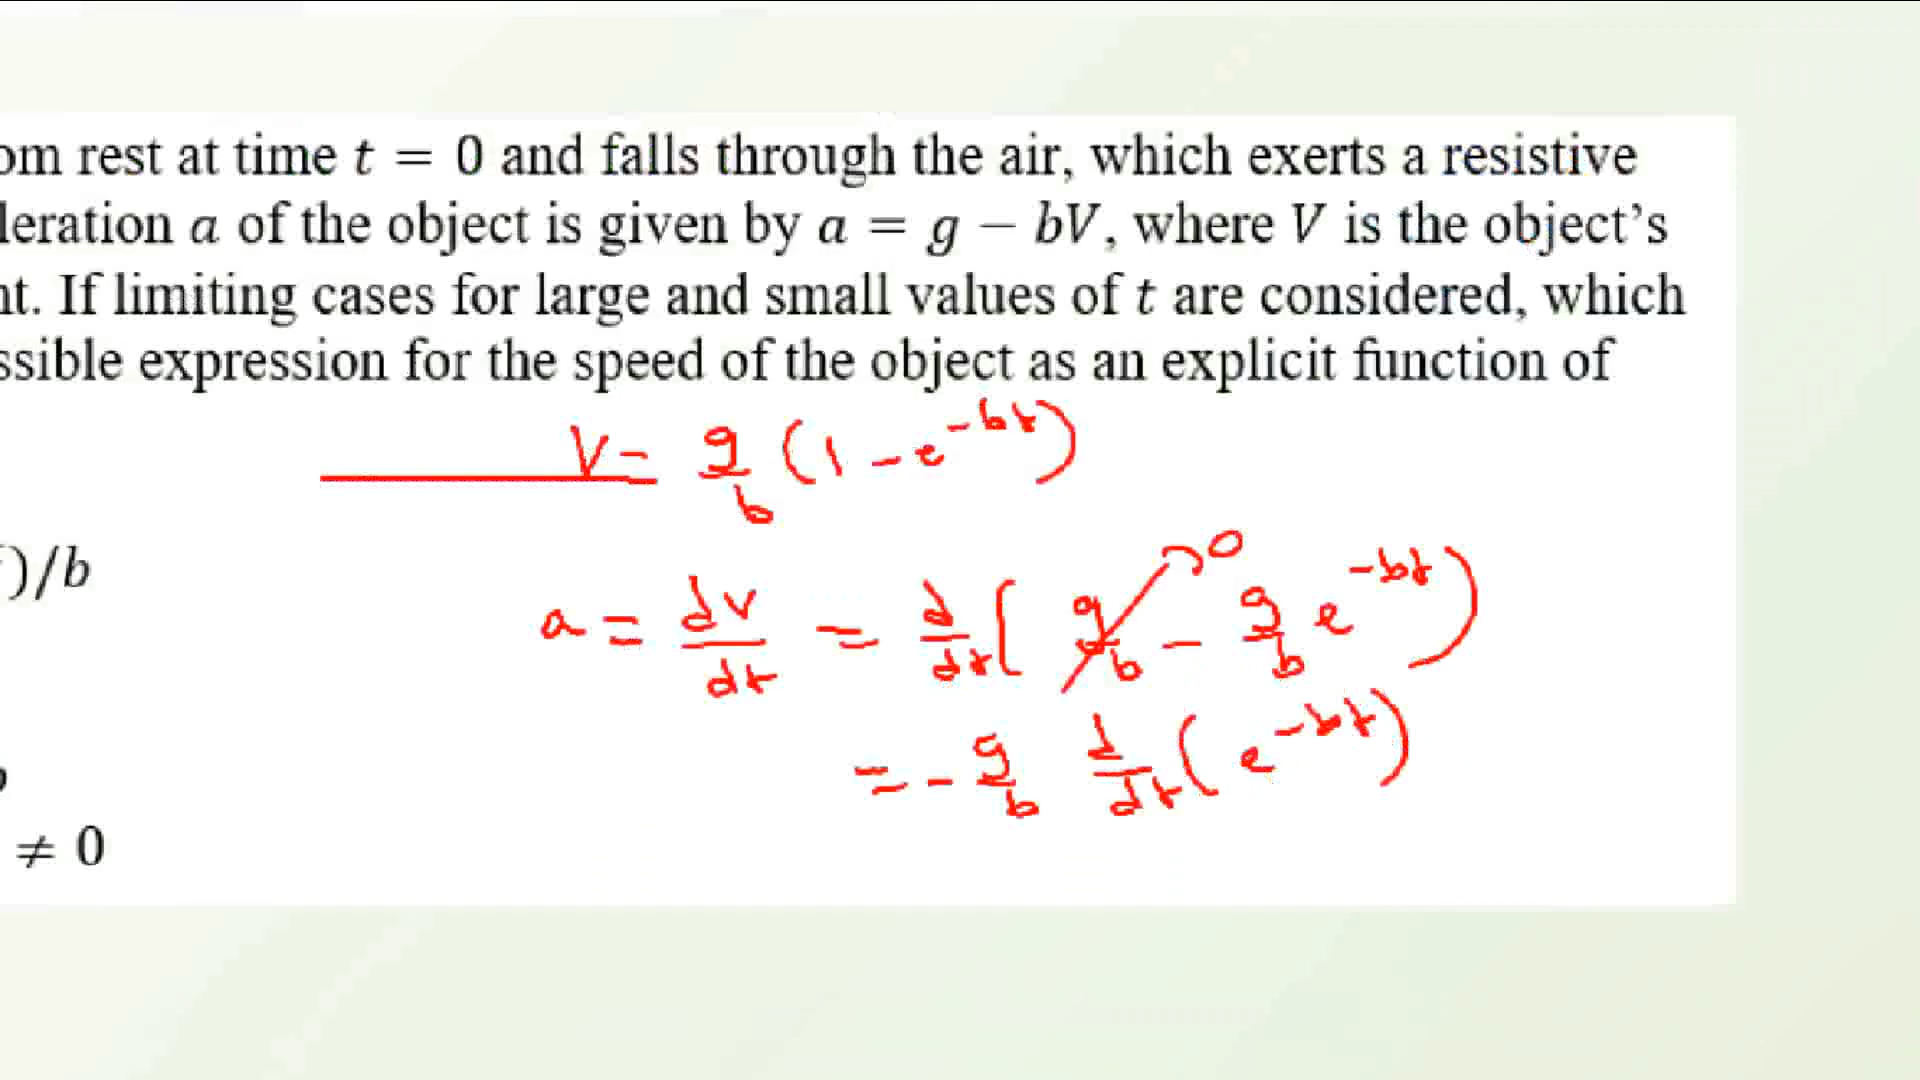 om rest at time t = 0 and falls through the air, which exerts a resistive
leration a of the object is given by a = g − bV, where V is the object's
nt. If limiting cases for large and small values of t are considered, which
ssible expression for the speed of the object as an explicit function of
V = g/b (1 − e^{−bt})
)/b
a = dv/dt = d/dt ( g/b → 0 − g/b e^{−bt} )
= − g/b d/dt ( e^{−bt} )
≠ 0